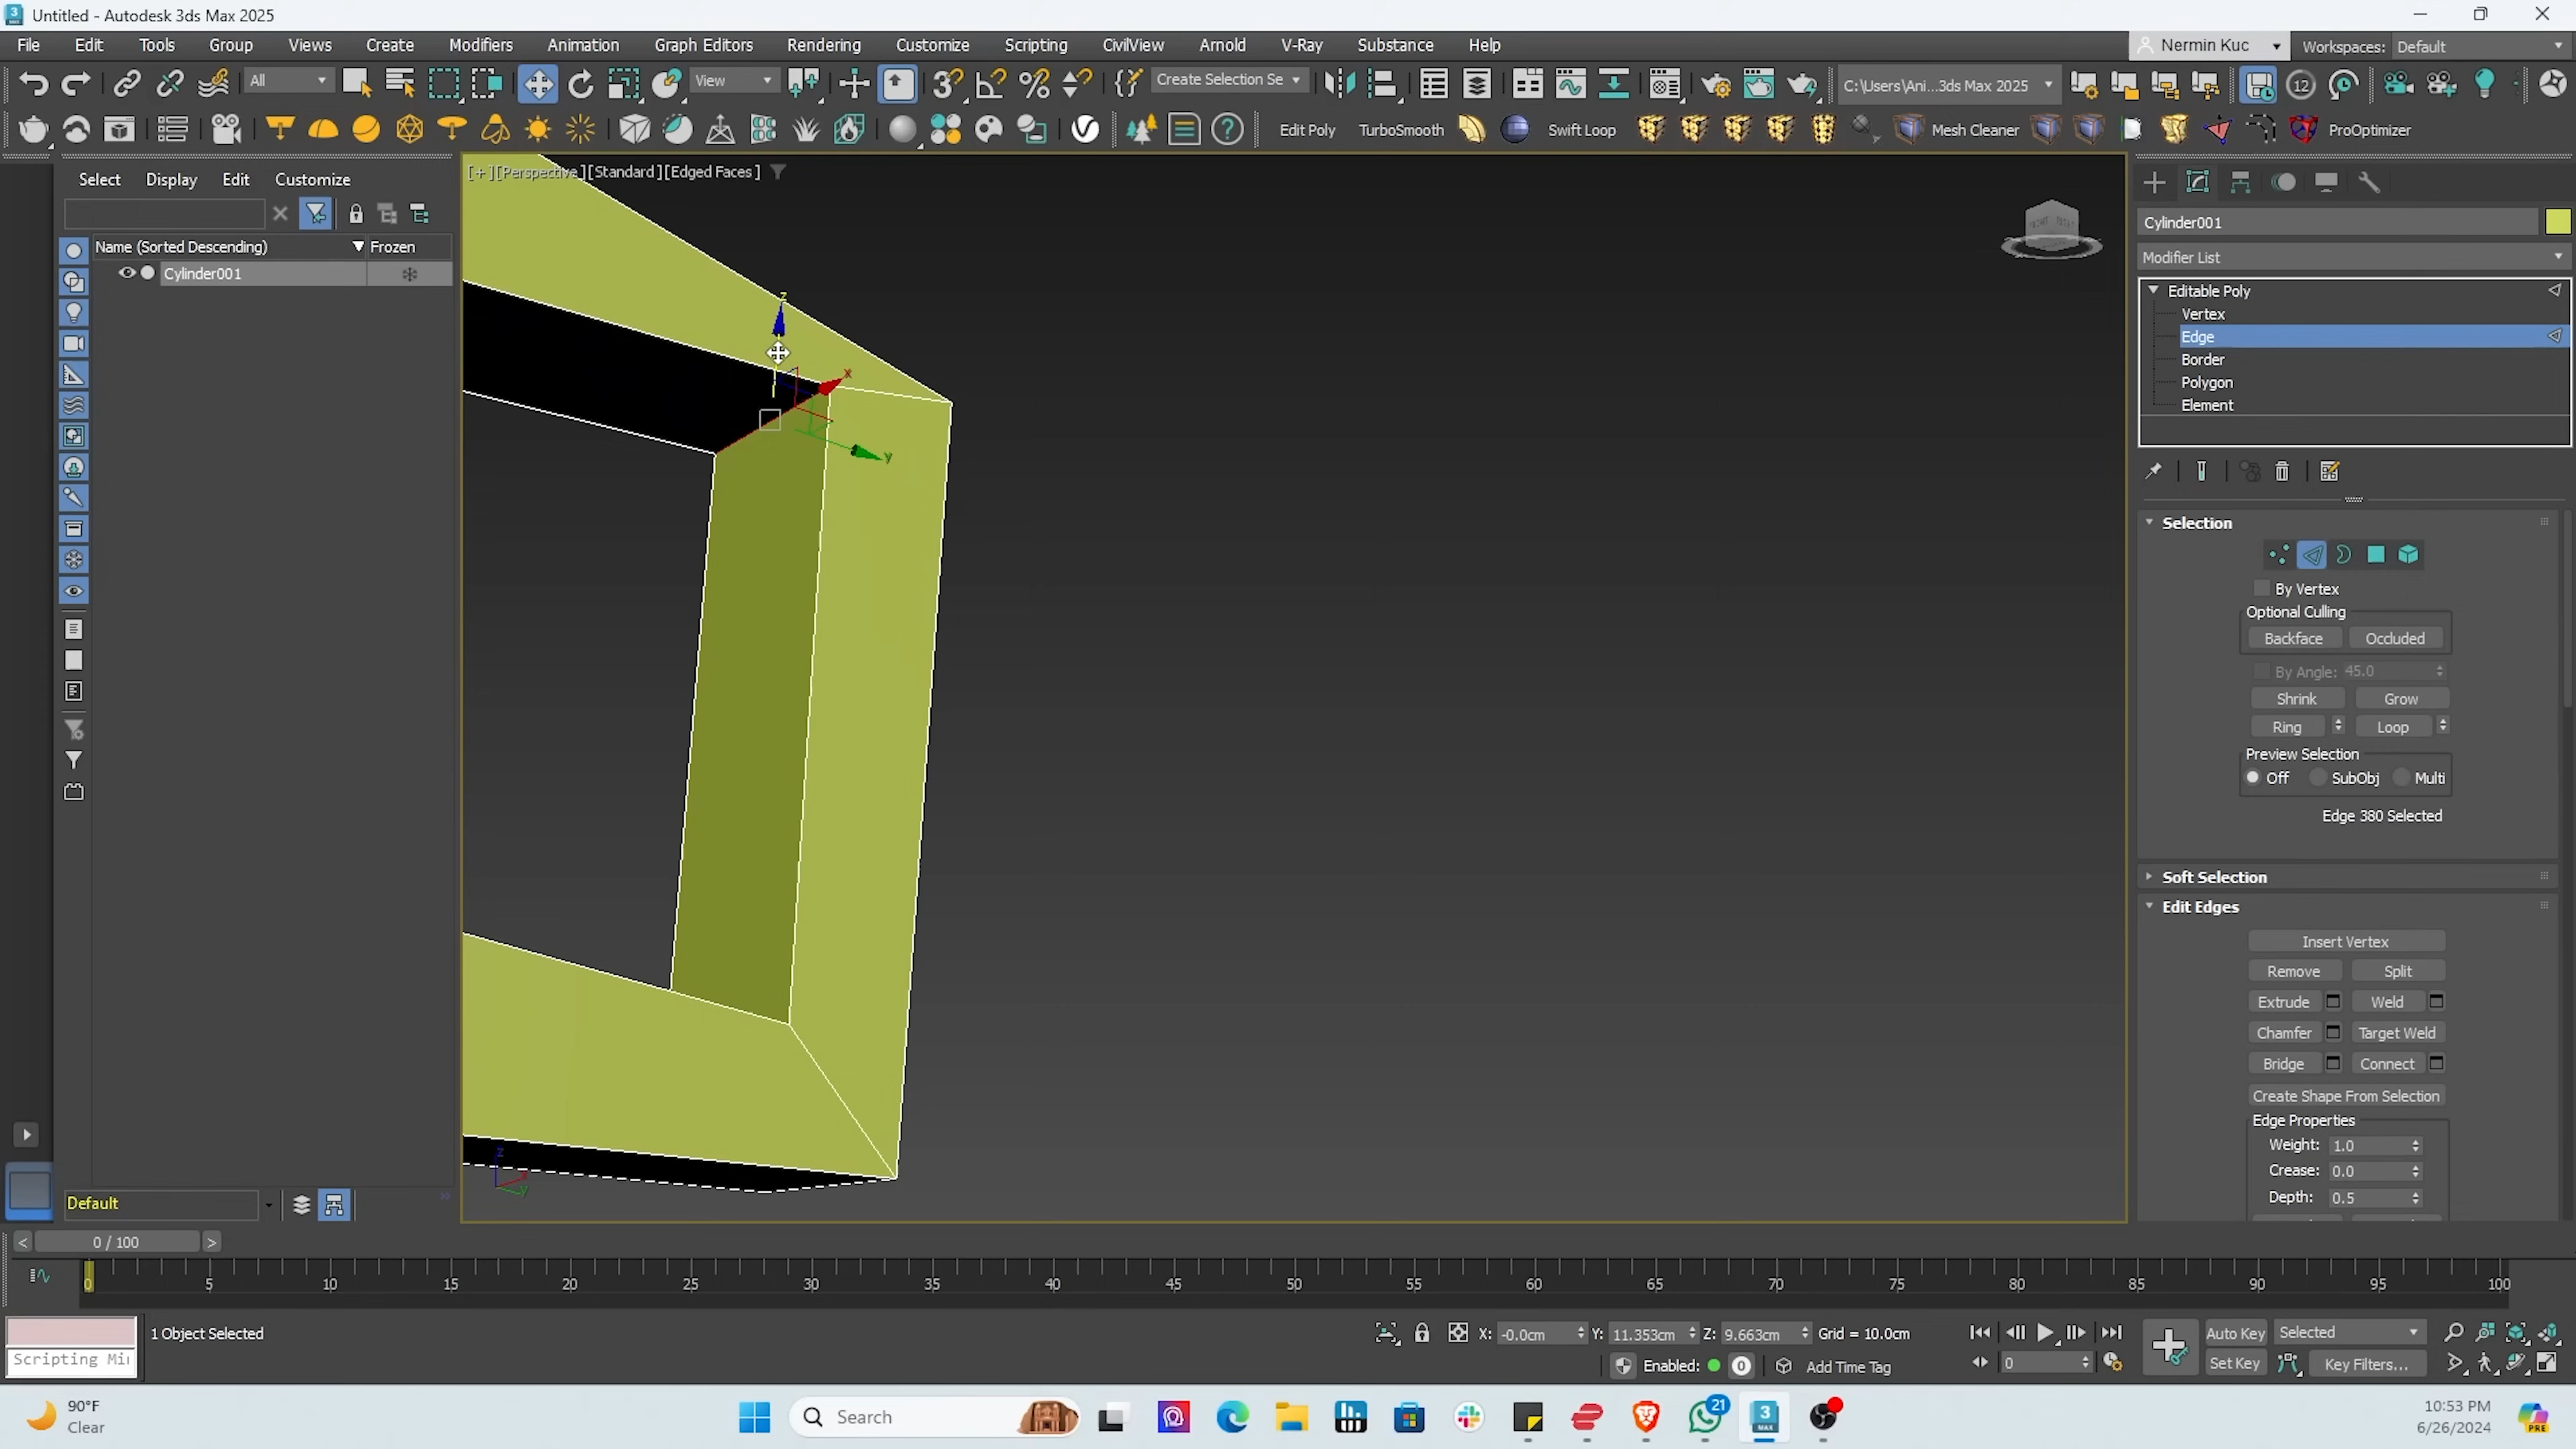 Untitled - Autodesk 3ds Max 2025
File Edit Tools Group Views Create Modifiers Animation Graph Editors Rendering Customize Scripting CivilView Arnold V-Ray Substance Help
Nermin Kuc Workspaces: Default
All View Create Selection Se C:\Users\Ani...3ds Max 2025 12
Edit Poly TurboSmooth Swift Loop Mesh Cleaner ProOptimizer
Select Display Edit Customize
[+][Perspective][Standard][Edged Faces]
Name (Sorted Descending) Frozen
Cylinder001
z
x
y
Cylinder001
Modifier List
Editable Poly
Vertex
Edge
Border
Polygon
Element
Selection
By Vertex
Optional Culling
Backface Occluded
By Angle: 45.0
Shrink Grow
Ring Loop
Preview Selection
Off SubObj Multi
Edge 380 Selected
Soft Selection
Edit Edges
Insert Vertex
Remove Split
Extrude Weld
Chamfer Target Weld
Bridge Connect
Create Shape From Selection
Edge Properties
Weight: 1.0
Crease: 0.0
Depth: 0.5
z
x
y
Default
< 0 / 100 >
0 5 10 15 20 25 30 35 40 45 50 55 60 65 70 75 80 85 90 95 100
1 Object Selected
X: -0.0cm Y: 11.353cm Z: 9.663cm Grid = 10.0cm
Auto Key Selected
Scripting Mi
Enabled: 0 Add Time Tag
0
Set Key Key Filters...
90°F
Clear
Search
21
3
MAX
10:53 PM
6/26/2024
PRE